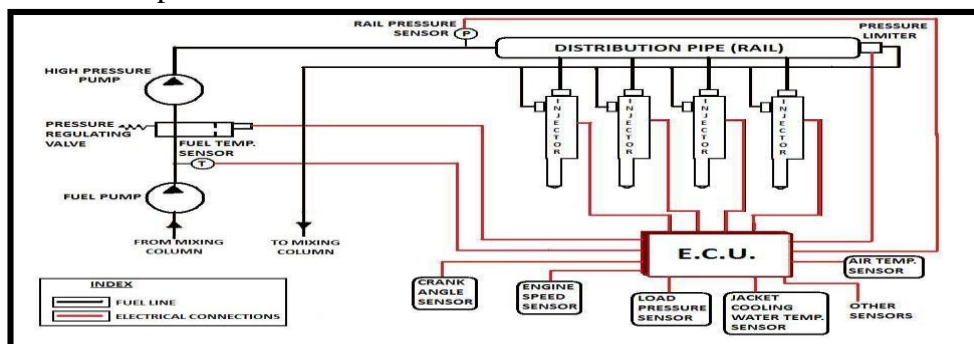 RAIL PRESSURE
SENSOR
P
PRESSURE
LIMITER
DISTRIBUTION PIPE (RAIL)
HIGH PRESSURE
PUMP
INJECTOR
INJECTOR
INJECTOR
INJECTOR
PRESSURE
REGULATING
VALVE
FUEL TEMP.
SENSOR
T
FUEL PUMP
FROM MIXING
COLUMN
TO MIXING
COLUMN
E.C.U.
AIR TEMP.
SENSOR
CRANK
ANGLE
SENSOR
ENGINE
SPEED
SENSOR
LOAD
PRESSURE
SENSOR
JACKET
COOLING
WATER TEMP.
SENSOR
OTHER
SENSORS
INDEX
FUEL LINE
ELECTRICAL CONNECTIONS